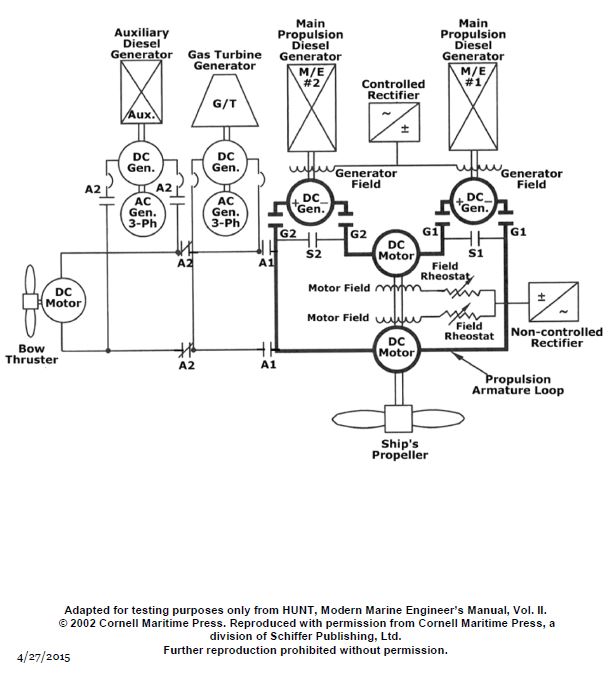 Auxiliary
Diesel
Generator
Gas Turbine
Generator
Main
Propulsion
Diesel
Generator
Main
Propulsion
Diesel
Generator
Controlled
Rectifier
M/E
#2
M/E
#1
G/T
Aux.
~
±
DC
Gen.
DC
Gen.
Generator
Field
Generator
Field
A2
A2
+ DC –
Gen.
+ DC –
Gen.
AC
Gen.
3-Ph
AC
Gen.
3-Ph
G2
G2
G1
G1
S2
S1
DC
Motor
A2
A1
Field
Rheostat
Motor Field
DC
Motor
±
~
Motor Field
Field
Rheostat
Non-controlled
Rectifier
Bow
Thruster
DC
Motor
A2
A1
Propulsion
Armature Loop
Ship's
Propeller
Adapted for testing purposes only from HUNT, Modern Marine Engineer's Manual, Vol. II.
© 2002 Cornell Maritime Press. Reproduced with permission from Cornell Maritime Press, a
division of Schiffer Publishing, Ltd.
Further reproduction prohibited without permission.
4/27/2015